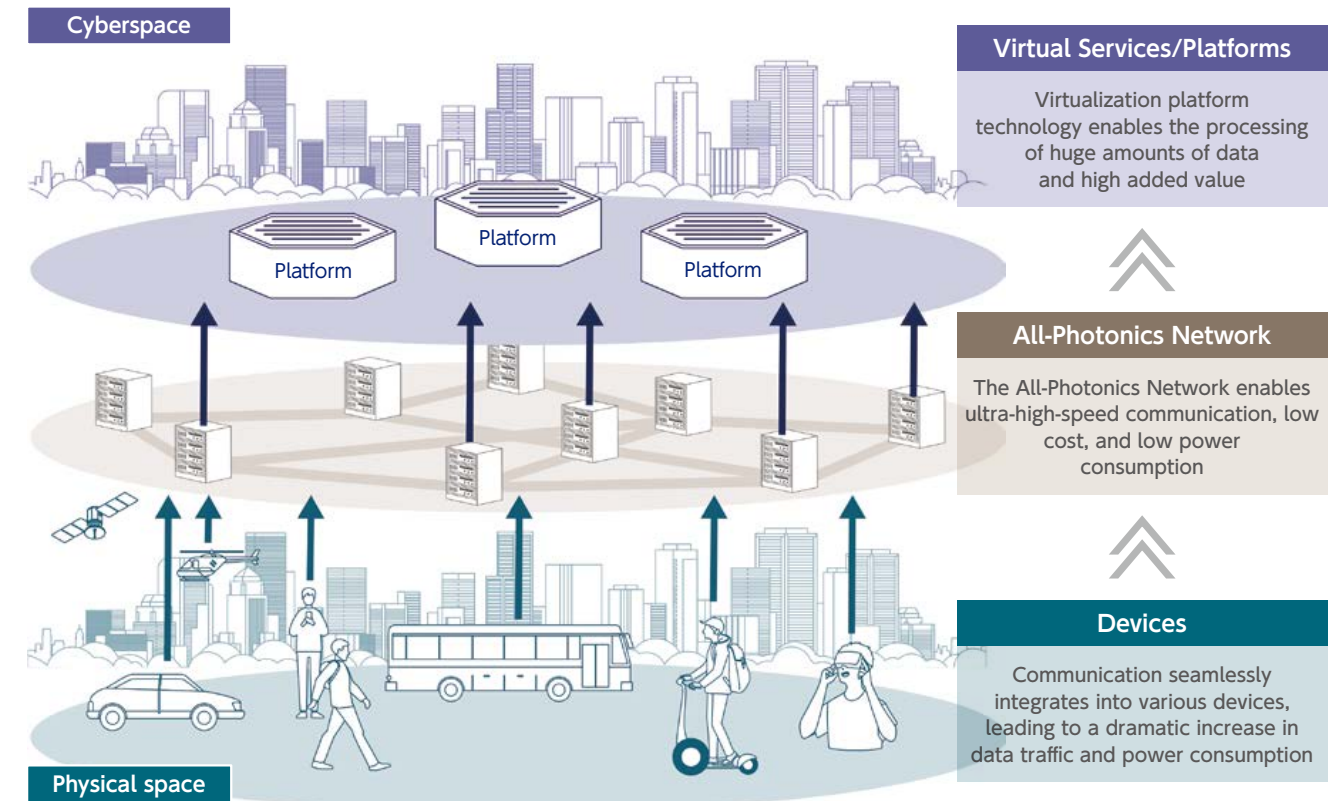 Cyberspace
Platform
Platform
Platform
Physical space
Virtual Services/Platforms
Virtualization platform
technology enables the processing
of huge amounts of data
and high added value
All-Photonics Network
The All-Photonics Network enables
ultra-high-speed communication, low
cost, and low power
consumption
Devices
Communication seamlessly
integrates into various devices,
leading to a dramatic increase in
data traffic and power consumption